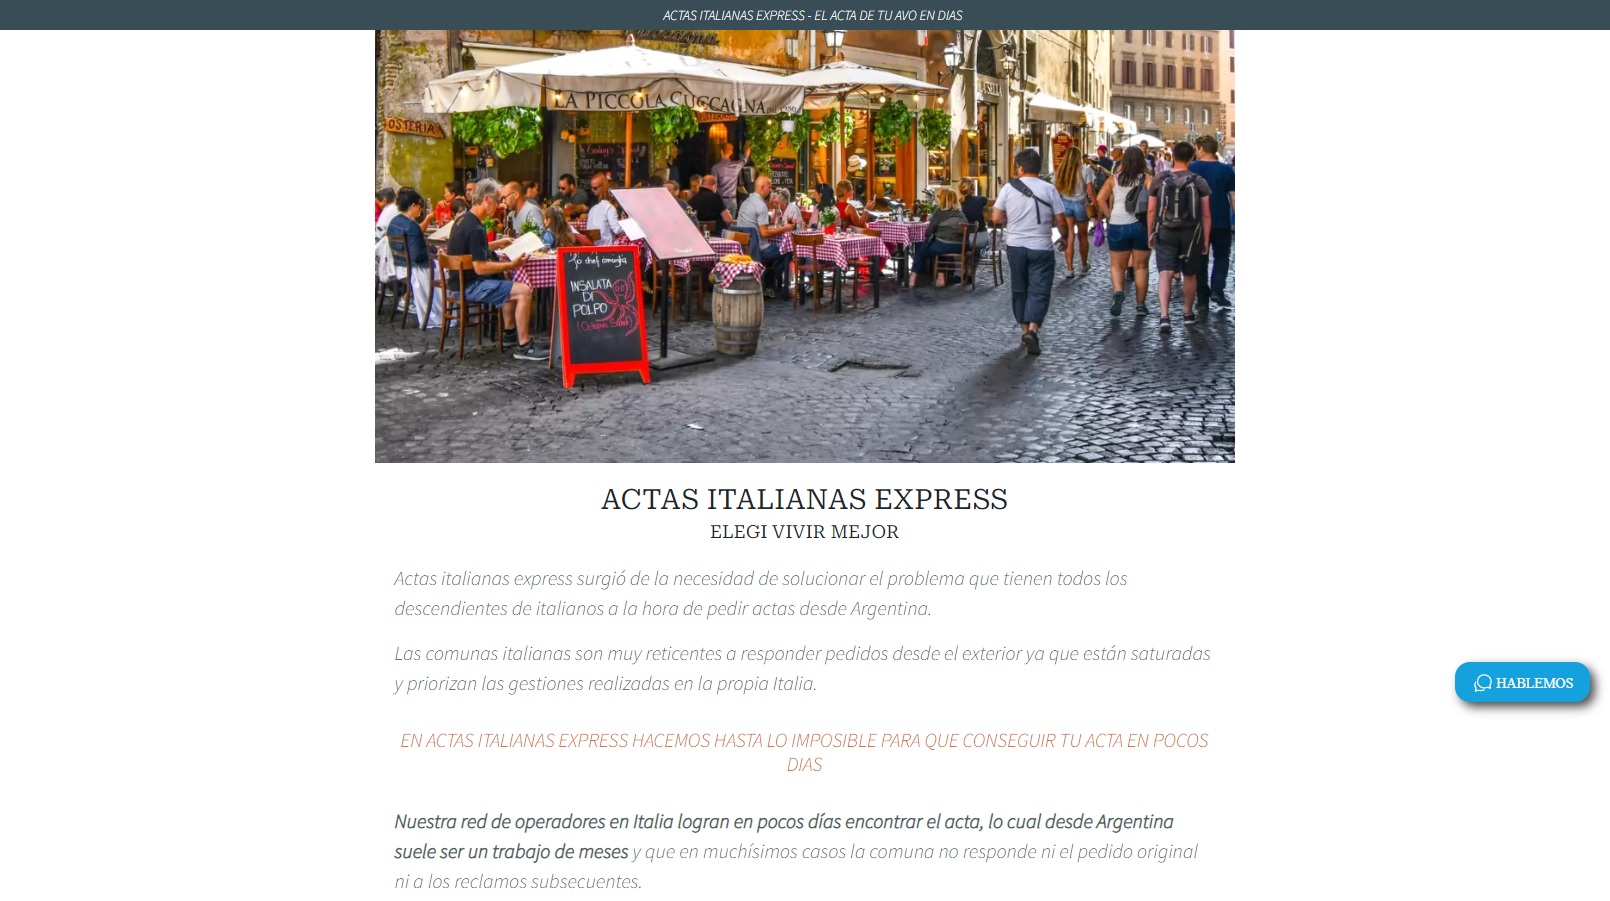 ACTAS ITALIANAS EXPRESS - EL ACTA DE TU AVO EN DIAS
LA PICCOLA CUCCAGNA
OSTERIA
Lo chef consiglia
INSALATA
DI
POLPO
(Octopus Salad)
ACTAS ITALIANAS EXPRESS
ELEGI VIVIR MEJOR
Actas italianas express surgió de la necesidad de solucionar el problema que tienen todos los
descendientes de italianos a la hora de pedir actas desde Argentina.
Las comunas italianas son muy reticentes a responder pedidos desde el exterior ya que están saturadas
y priorizan las gestiones realizadas en la propia Italia.
HABLEMOS
EN ACTAS ITALIANAS EXPRESS HACEMOS HASTA LO IMPOSIBLE PARA QUE CONSEGUIR TU ACTA EN POCOS
DIAS
Nuestra red de operadores en Italia logran en pocos días encontrar el acta, lo cual desde Argentina
suele ser un trabajo de meses y que en muchísimos casos la comuna no responde ni el pedido original
ni a los reclamos subsecuentes.